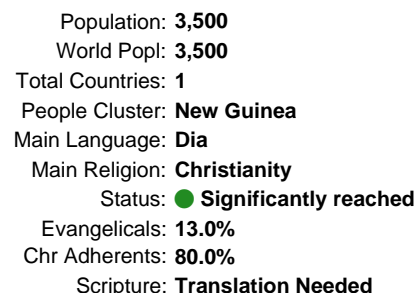 Population: 3,500
World Popl: 3,500
Total Countries: 1
People Cluster: New Guinea
Main Language: Dia
Main Religion: Christianity
Status: Significantly reached
Evangelicals: 13.0%
Chr Adherents: 80.0%
Scripture: Translation Needed